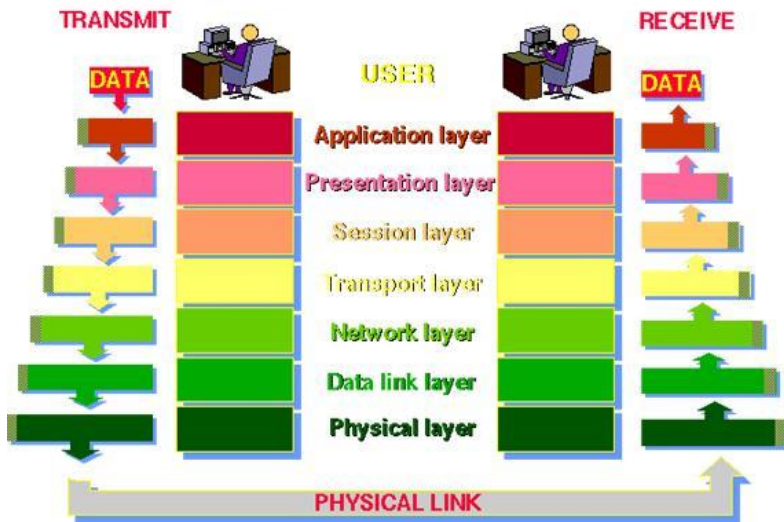 TRANSMIT
RECEIVE
USER
DATA
DATA
Application layer
Presentation layer
Session layer
Transport layer
Network layer
Data link layer
Physical layer
PHYSICAL LINK